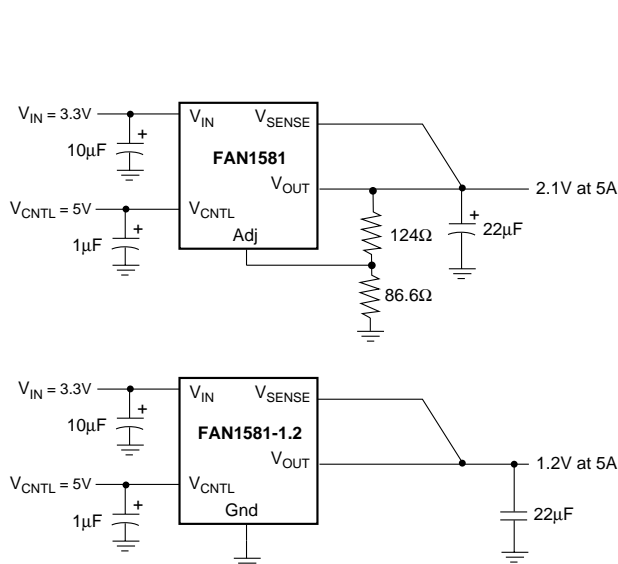 V_IN = 3.3V
V_IN
V_SENSE
10μF
+
FAN1581
V_OUT
2.1V at 5A
V_CNTL = 5V
V_CNTL
+
1μF
Adj
124Ω
+
22μF
86.6Ω
V_IN = 3.3V
V_IN
V_SENSE
10μF
+
FAN1581-1.2
V_OUT
1.2V at 5A
V_CNTL = 5V
V_CNTL
+
1μF
Gnd
22μF